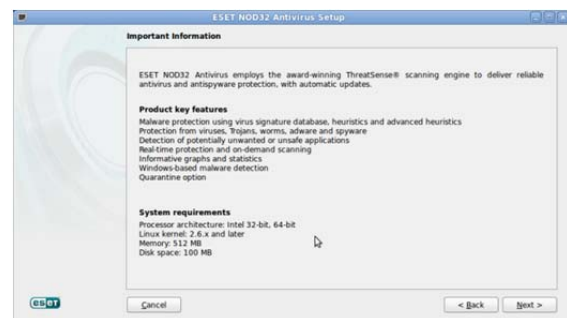 ESET NOD32 Antivirus Setup
Important Information
ESET NOD32 Antivirus employs the award-winning ThreatSense® scanning engine to deliver reliable
antivirus and antispyware protection, with automatic updates.
Product key features
Malware protection using virus signature database, heuristics and advanced heuristics
Protection from viruses, Trojans, worms, adware and spyware
Detection of potentially unwanted or unsafe applications
Real-time protection and on-demand scanning
Informative graphs and statistics
Windows-based malware detection
Quarantine option
System requirements
Processor architecture: Intel 32-bit, 64-bit
Linux kernel: 2.6.x and later
Memory: 512 MB
Disk space: 100 MB
eseT
Cancel
< Back
Next >